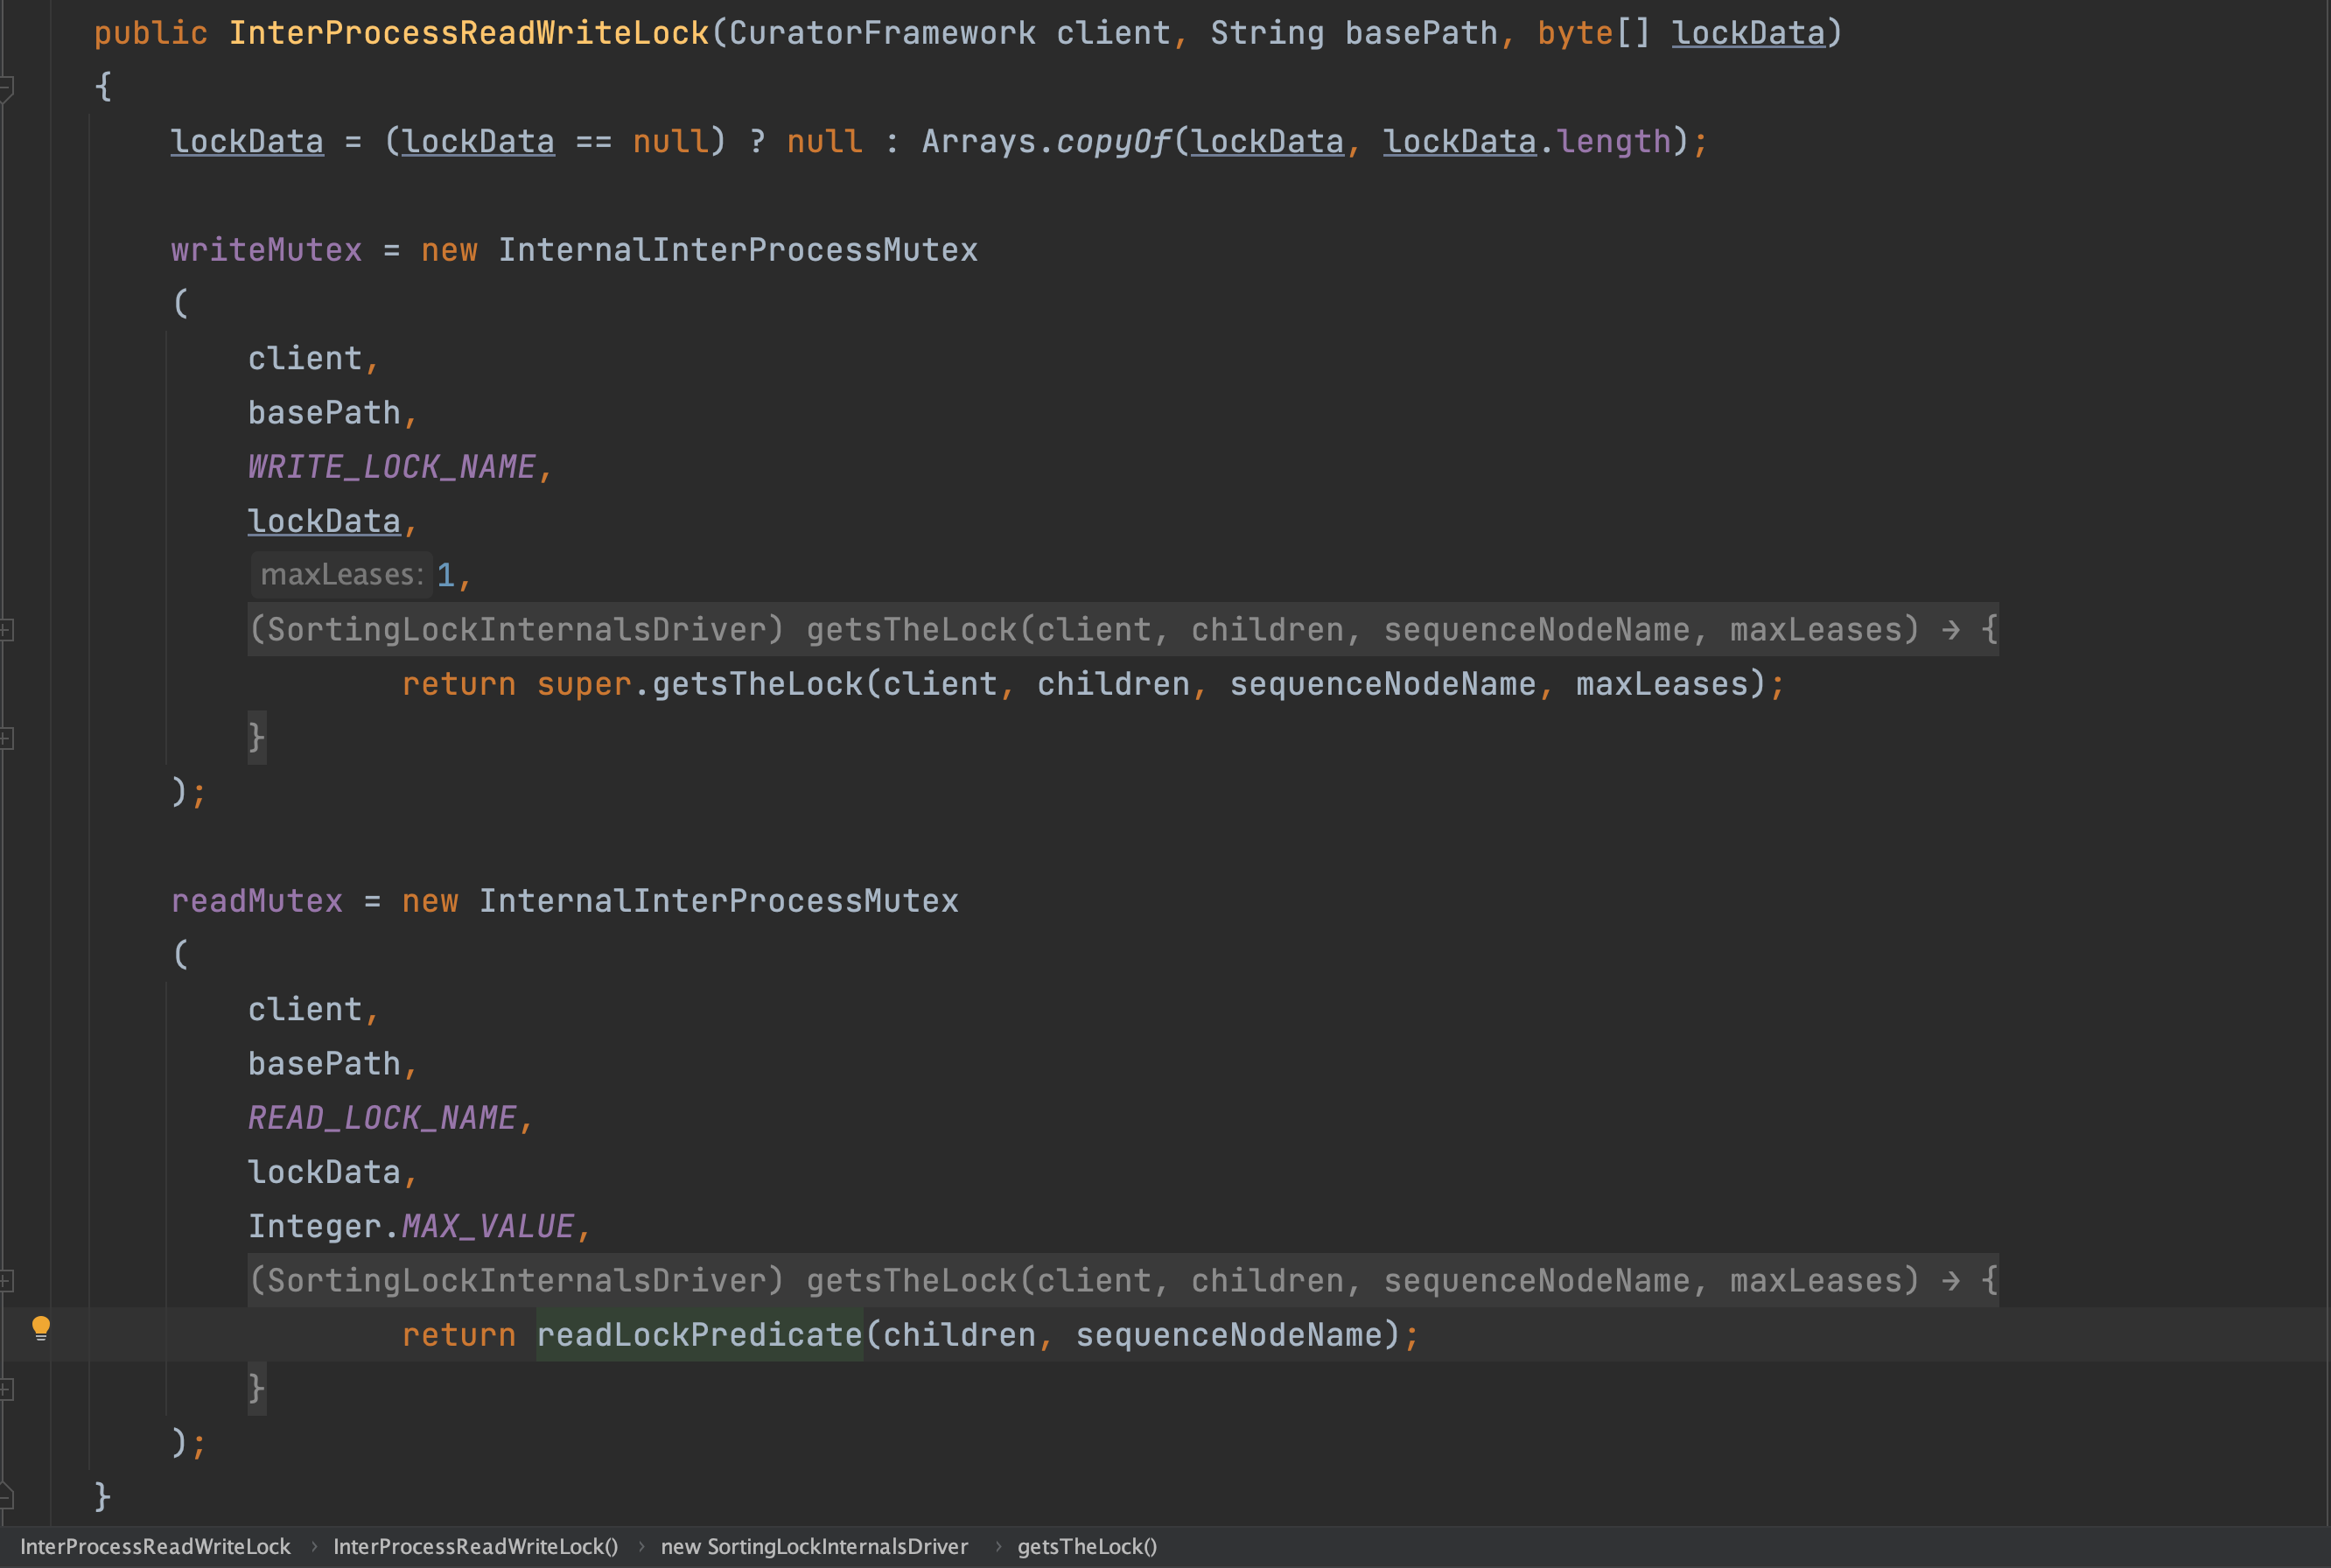 public InterProcessReadWriteLock(CuratorFramework client, String basePath, byte[] lockData)
{
lockData = (lockData == null) ? null : Arrays.copyOf(lockData, lockData.length);
writeMutex = new InternalInterProcessMutex
(
client,
basePath,
WRITE_LOCK_NAME,
lockData,
maxLeases: 1,
(SortingLockInternalsDriver) getsTheLock(client, children, sequenceNodeName, maxLeases) → {
return super.getsTheLock(client, children, sequenceNodeName, maxLeases);
}
);
readMutex = new InternalInterProcessMutex
(
client,
basePath,
READ_LOCK_NAME,
lockData,
Integer.MAX_VALUE,
(SortingLockInternalsDriver) getsTheLock(client, children, sequenceNodeName, maxLeases) → {
return readLockPredicate(children, sequenceNodeName);
}
);
}
InterProcessReadWriteLock › InterProcessReadWriteLock() › new SortingLockInternalsDriver › getsTheLock()